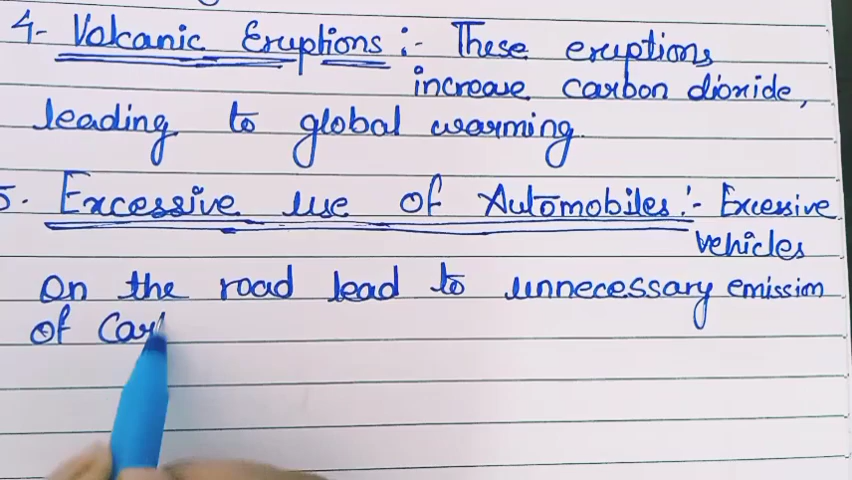 4- Volcanic Eruptions :- These eruptions
increase carbon dioxide,
leading to global warming.
5. Excessive use of Automobiles :- Excessive
vehicles
on the road lead to unnecessary emission
of Car